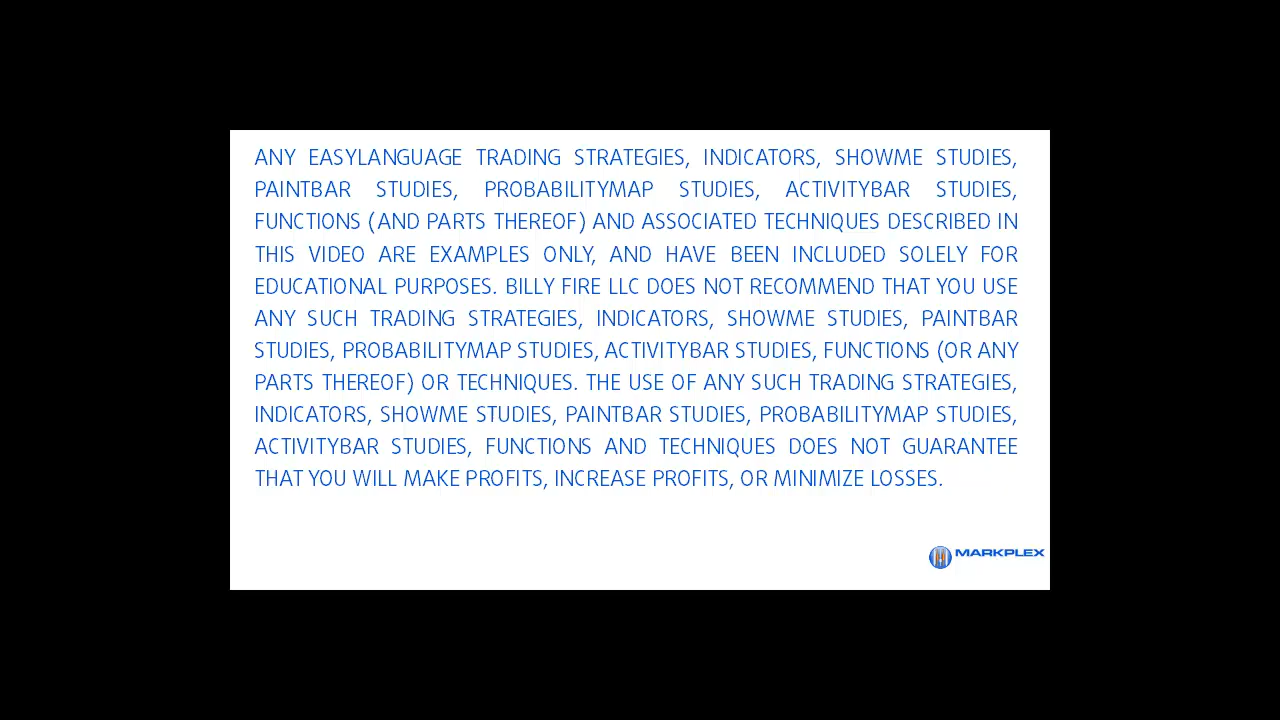 ANY EASYLANGUAGE TRADING STRATEGIES, INDICATORS, SHOWME STUDIES,
PAINTBAR STUDIES, PROBABILITYMAP STUDIES, ACTIVITYBAR STUDIES,
FUNCTIONS (AND PARTS THEREOF) AND ASSOCIATED TECHNIQUES DESCRIBED IN
THIS VIDEO ARE EXAMPLES ONLY, AND HAVE BEEN INCLUDED SOLELY FOR
EDUCATIONAL PURPOSES. BILLY FIRE LLC DOES NOT RECOMMEND THAT YOU USE
ANY SUCH TRADING STRATEGIES, INDICATORS, SHOWME STUDIES, PAINTBAR
STUDIES, PROBABILITYMAP STUDIES, ACTIVITYBAR STUDIES, FUNCTIONS (OR ANY
PARTS THEREOF) OR TECHNIQUES. THE USE OF ANY SUCH TRADING STRATEGIES,
INDICATORS, SHOWME STUDIES, PAINTBAR STUDIES, PROBABILITYMAP STUDIES,
ACTIVITYBAR STUDIES, FUNCTIONS AND TECHNIQUES DOES NOT GUARANTEE
THAT YOU WILL MAKE PROFITS, INCREASE PROFITS, OR MINIMIZE LOSSES.
MARKPLEX